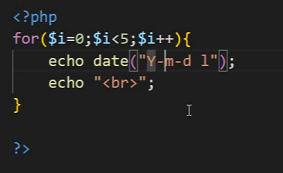 <?php
for($i=0;$i<5;$i++){
    echo date("Y-m-d l");
    echo "<br>";
}
?>